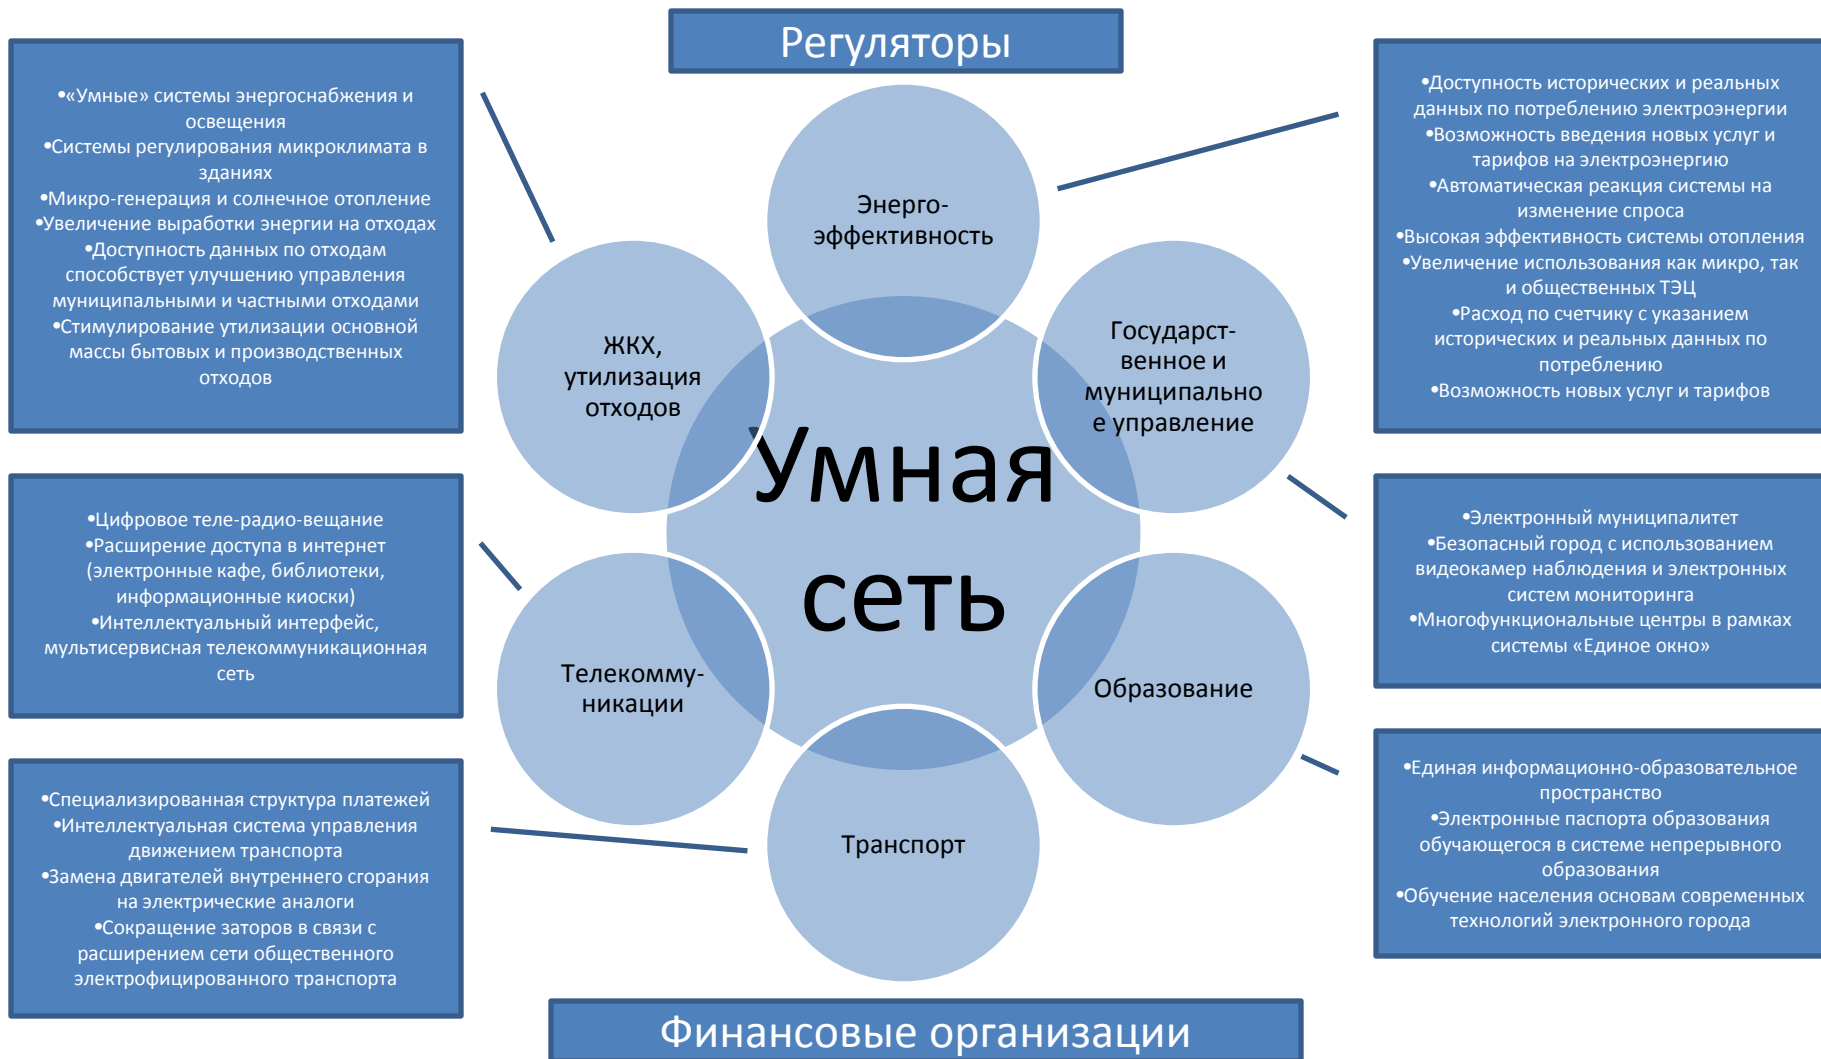 Регуляторы
•«Умные» системы энергоснабжения и
освещения
•Системы регулирования микроклимата в
зданиях
•Микро-генерация и солнечное отопление
•Увеличение выработки энергии на отходах
•Доступность данных по отходам
способствует улучшению управления
муниципальными и частными отходами
•Стимулирование утилизации основной
массы бытовых и производственных
отходов
•Цифровое теле-радио-вещание
•Расширение доступа в интернет
(электронные кафе, библиотеки,
информационные киоски)
•Интеллектуальный интерфейс,
мультисервисная телекоммуникационная
сеть
•Специализированная структура платежей
•Интеллектуальная система управления
движением транспорта
•Замена двигателей внутреннего сгорания
на электрические аналоги
•Сокращение заторов в связи с
расширением сети общественного
электрофицированного транспорта
Энерго-
эффективность
ЖКХ,
утилизация
отходов
Государст-
венное и
муниципально
е управление
Умная
сеть
Телекомму-
никации
Образование
Транспорт
•Доступность исторических и реальных
данных по потреблению электроэнергии
•Возможность введения новых услуг и
тарифов на электроэнергию
•Автоматическая реакция системы на
изменение спроса
•Высокая эффективность системы отопления
•Увеличение использования как микро, так
и общественных ТЭЦ
•Расход по счетчику с указанием
исторических и реальных данных по
потреблению
•Возможность новых услуг и тарифов
•Электронный муниципалитет
•Безопасный город с использованием
видеокамер наблюдения и электронных
систем мониторинга
•Многофункциональные центры в рамках
системы «Единое окно»
•Единая информационно-образовательное
пространство
•Электронные паспорта образования
обучающегося в системе непрерывного
образования
•Обучение населения основам современных
технологий электронного города
Финансовые организации